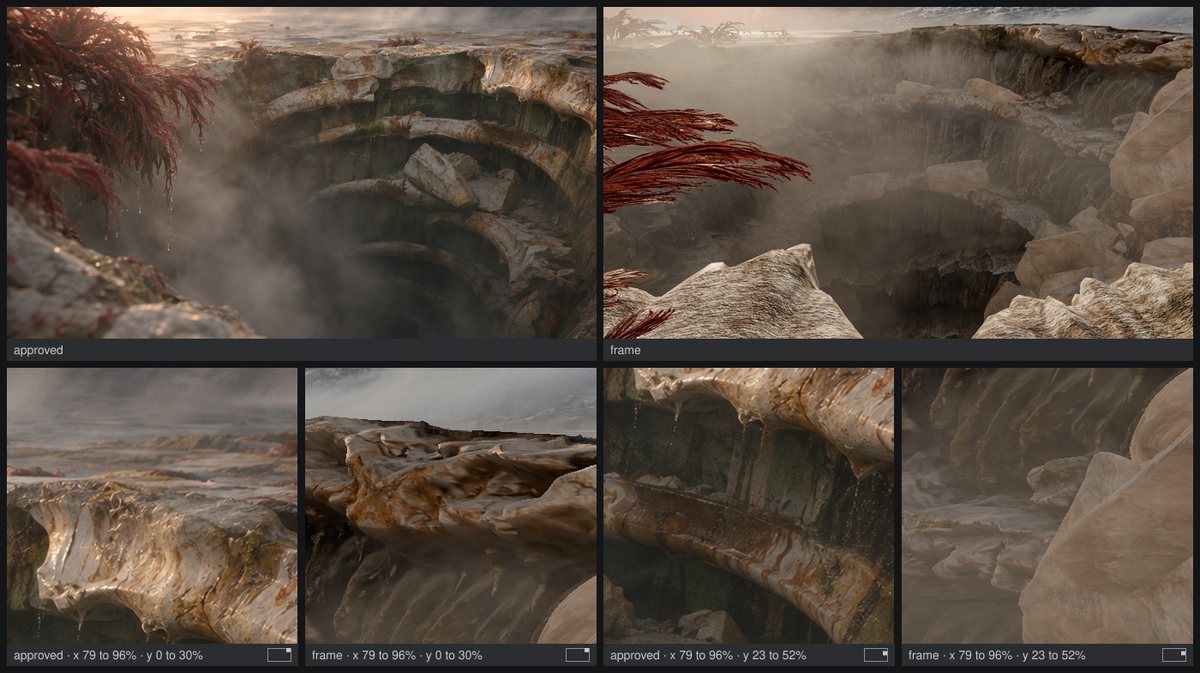 approved
frame
approved · x 79 to 96% · y 0 to 30%
frame · x 79 to 96% · y 0 to 30%
approved · x 79 to 96% · y 23 to 52%
frame · x 79 to 96% · y 23 to 52%